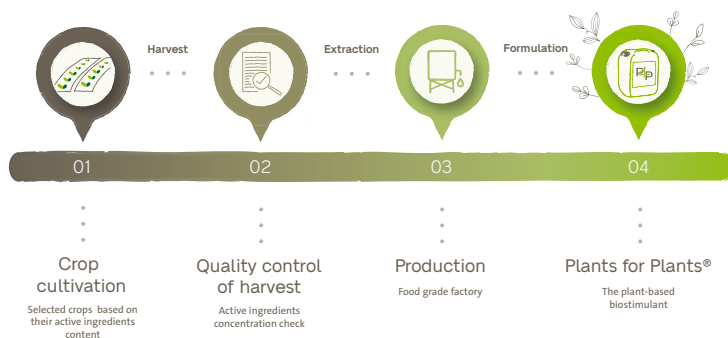 Harvest
Extraction
Formulation
P4P
01
02
03
04
Crop
cultivation
Selected crops based on
their active ingredients
content
Quality control
of harvest
Active ingredients
concentration check
Production
Food grade factory
Plants for Plants®
The plant-based
biostimulant